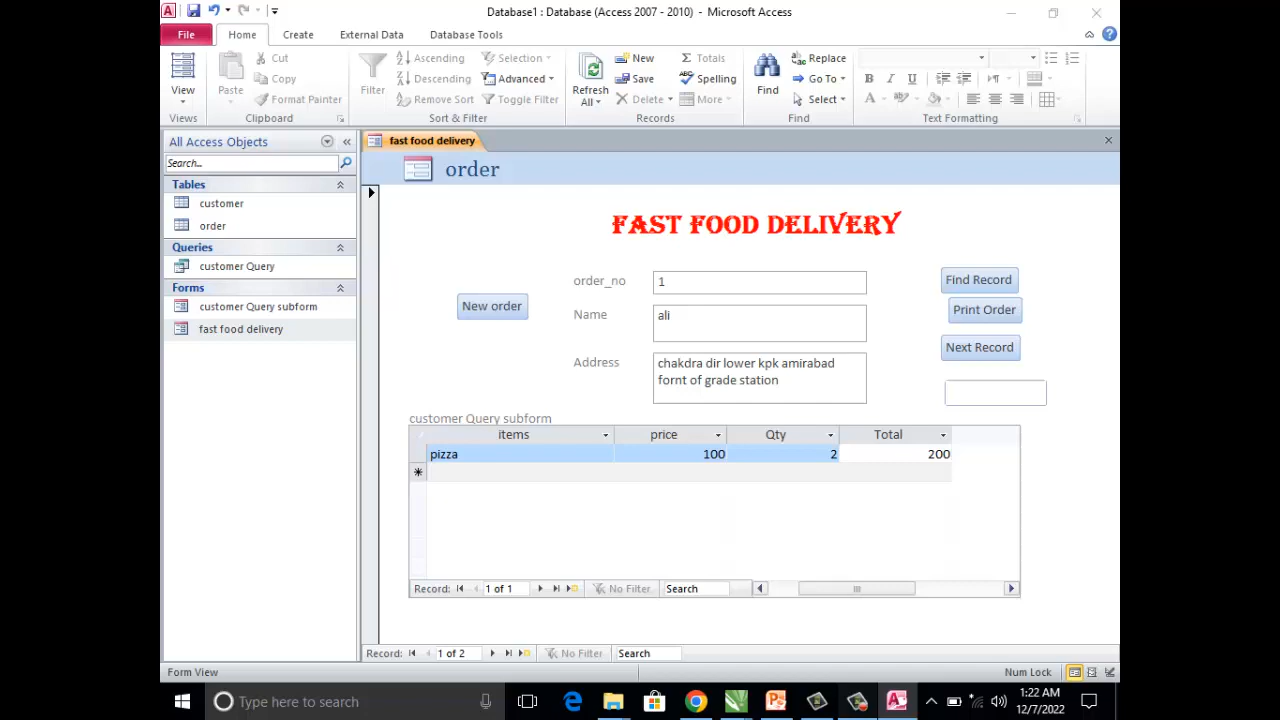 Database1 : Database (Access 2007 - 2010) - Microsoft Access
File Home Create External Data Database Tools
View
Views
Paste
Cut
Copy
Format Painter
Clipboard
Filter
Ascending
Descending
Remove Sort
Selection
Advanced
Toggle Filter
Sort & Filter
Refresh
All
New
Save
Delete
Totals
Spelling
More
Records
Find
Replace
Go To
Select
Find
B I U
A
Text Formatting
All Access Objects
Search...
Tables
customer
order
Queries
customer Query
Forms
customer Query subform
fast food delivery
fast food delivery
order
FAST FOOD DELIVERY
New order
order_no 1
Name ali
Address chakdra dir lower kpk amirabad
fornt of grade station
Find Record
Print Order
Next Record
customer Query subform
items price Qty Total
pizza 100 2 200
Record: 1 of 1 No Filter Search
Record: 1 of 2 No Filter Search
Form View Num Lock
Type here to search
1:22 AM
12/7/2022